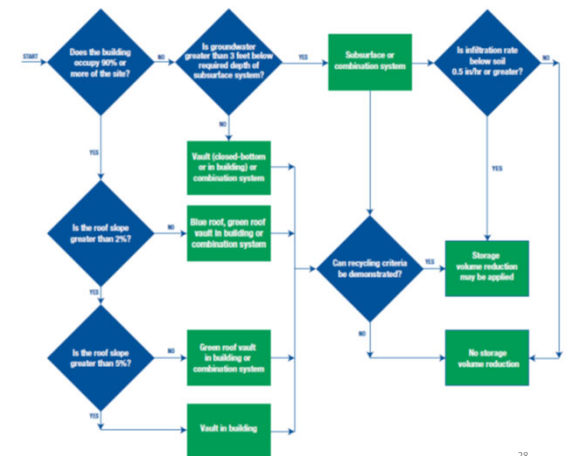 START
Does the building
occupy 90% or
more of the site?
NO
Is groundwater
greater than 3 feet below
required depth of
subsurface system?
YES
Subsurface or
combination system
Is infiltration rate
below soil
0.5 in/hr or greater?
NO
YES
NO
YES
Vault (closed-bottom
or in building) or
combination system
Is the roof slope
greater than 2%?
NO
Blue roof, green roof
vault in building or
combination system
Can recycling criteria
be demonstrated?
YES
Storage
volume reduction
may be applied
YES
NO
Is the roof slope
greater than 5%?
NO
Green roof vault
in building or
combination system
No storage
volume reduction
YES
Vault in building
28